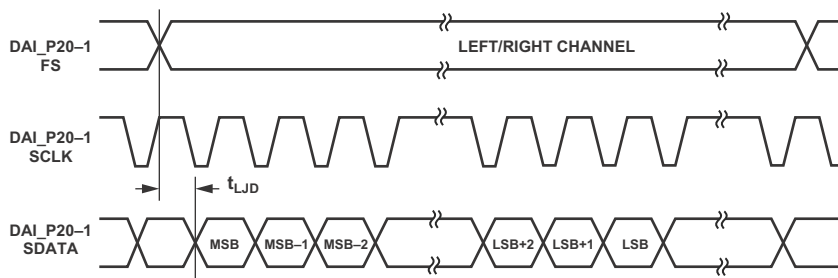 DAI_P20–1
FS
LEFT/RIGHT CHANNEL
DAI_P20–1
SCLK
tLJD
DAI_P20–1
SDATA
MSB
MSB–1
MSB–2
LSB+2
LSB+1
LSB